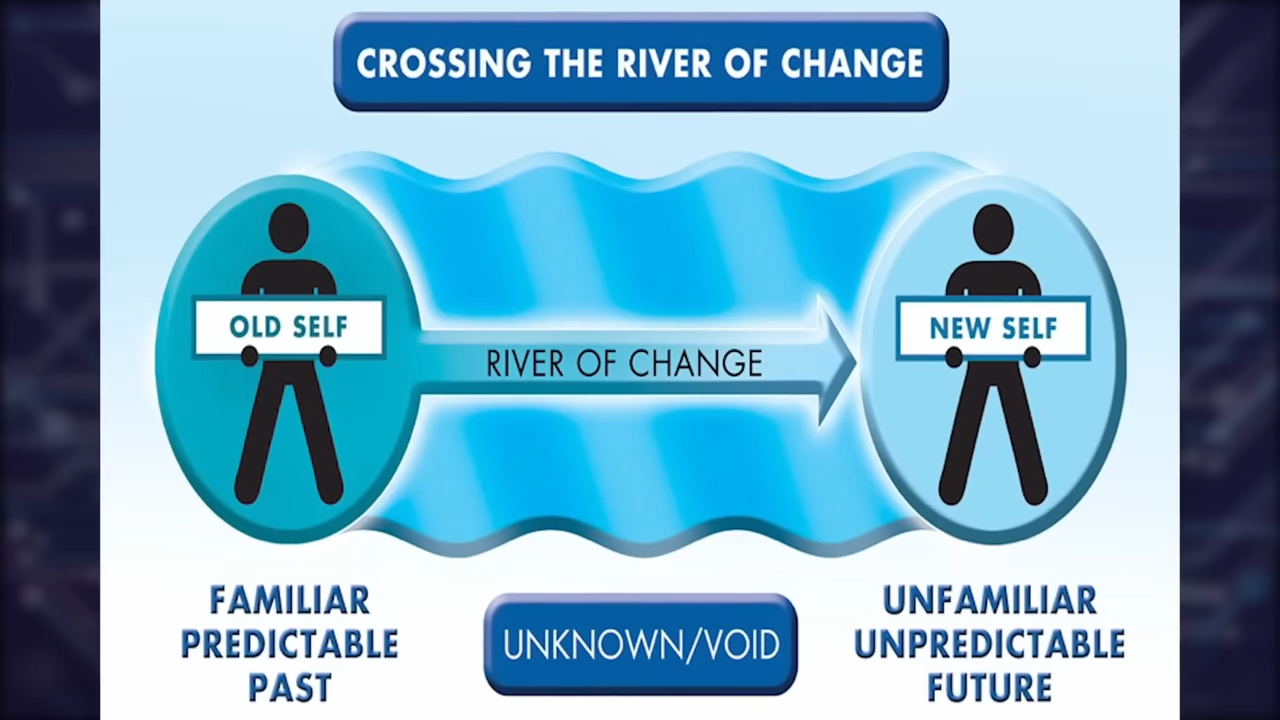 CROSSING THE RIVER OF CHANGE
OLD SELF
RIVER OF CHANGE
NEW SELF
FAMILIAR
PREDICTABLE
PAST
UNKNOWN/VOID
UNFAMILIAR
UNPREDICTABLE
FUTURE